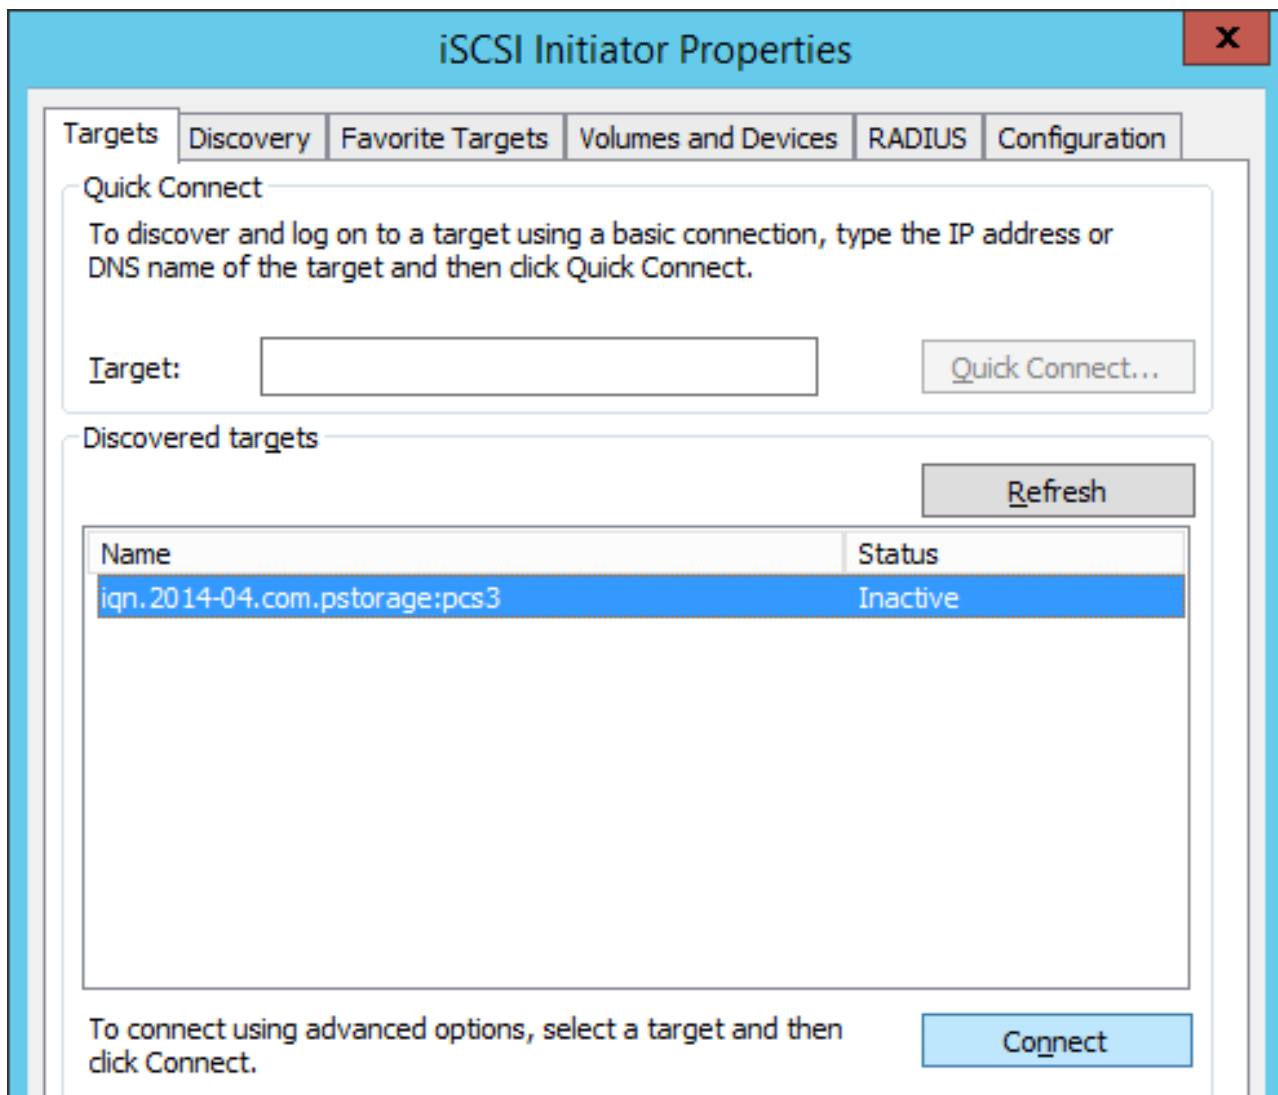 iSCSI Initiator Properties
x
Targets Discovery Favorite Targets Volumes and Devices RADIUS Configuration
Quick Connect
To discover and log on to a target using a basic connection, type the IP address or
DNS name of the target and then click Quick Connect.
Target: Quick Connect...
Discovered targets
Refresh
Name Status
iqn.2014-04.com.pstorage:pcs3 Inactive
To connect using advanced options, select a target and then
click Connect.
Connect